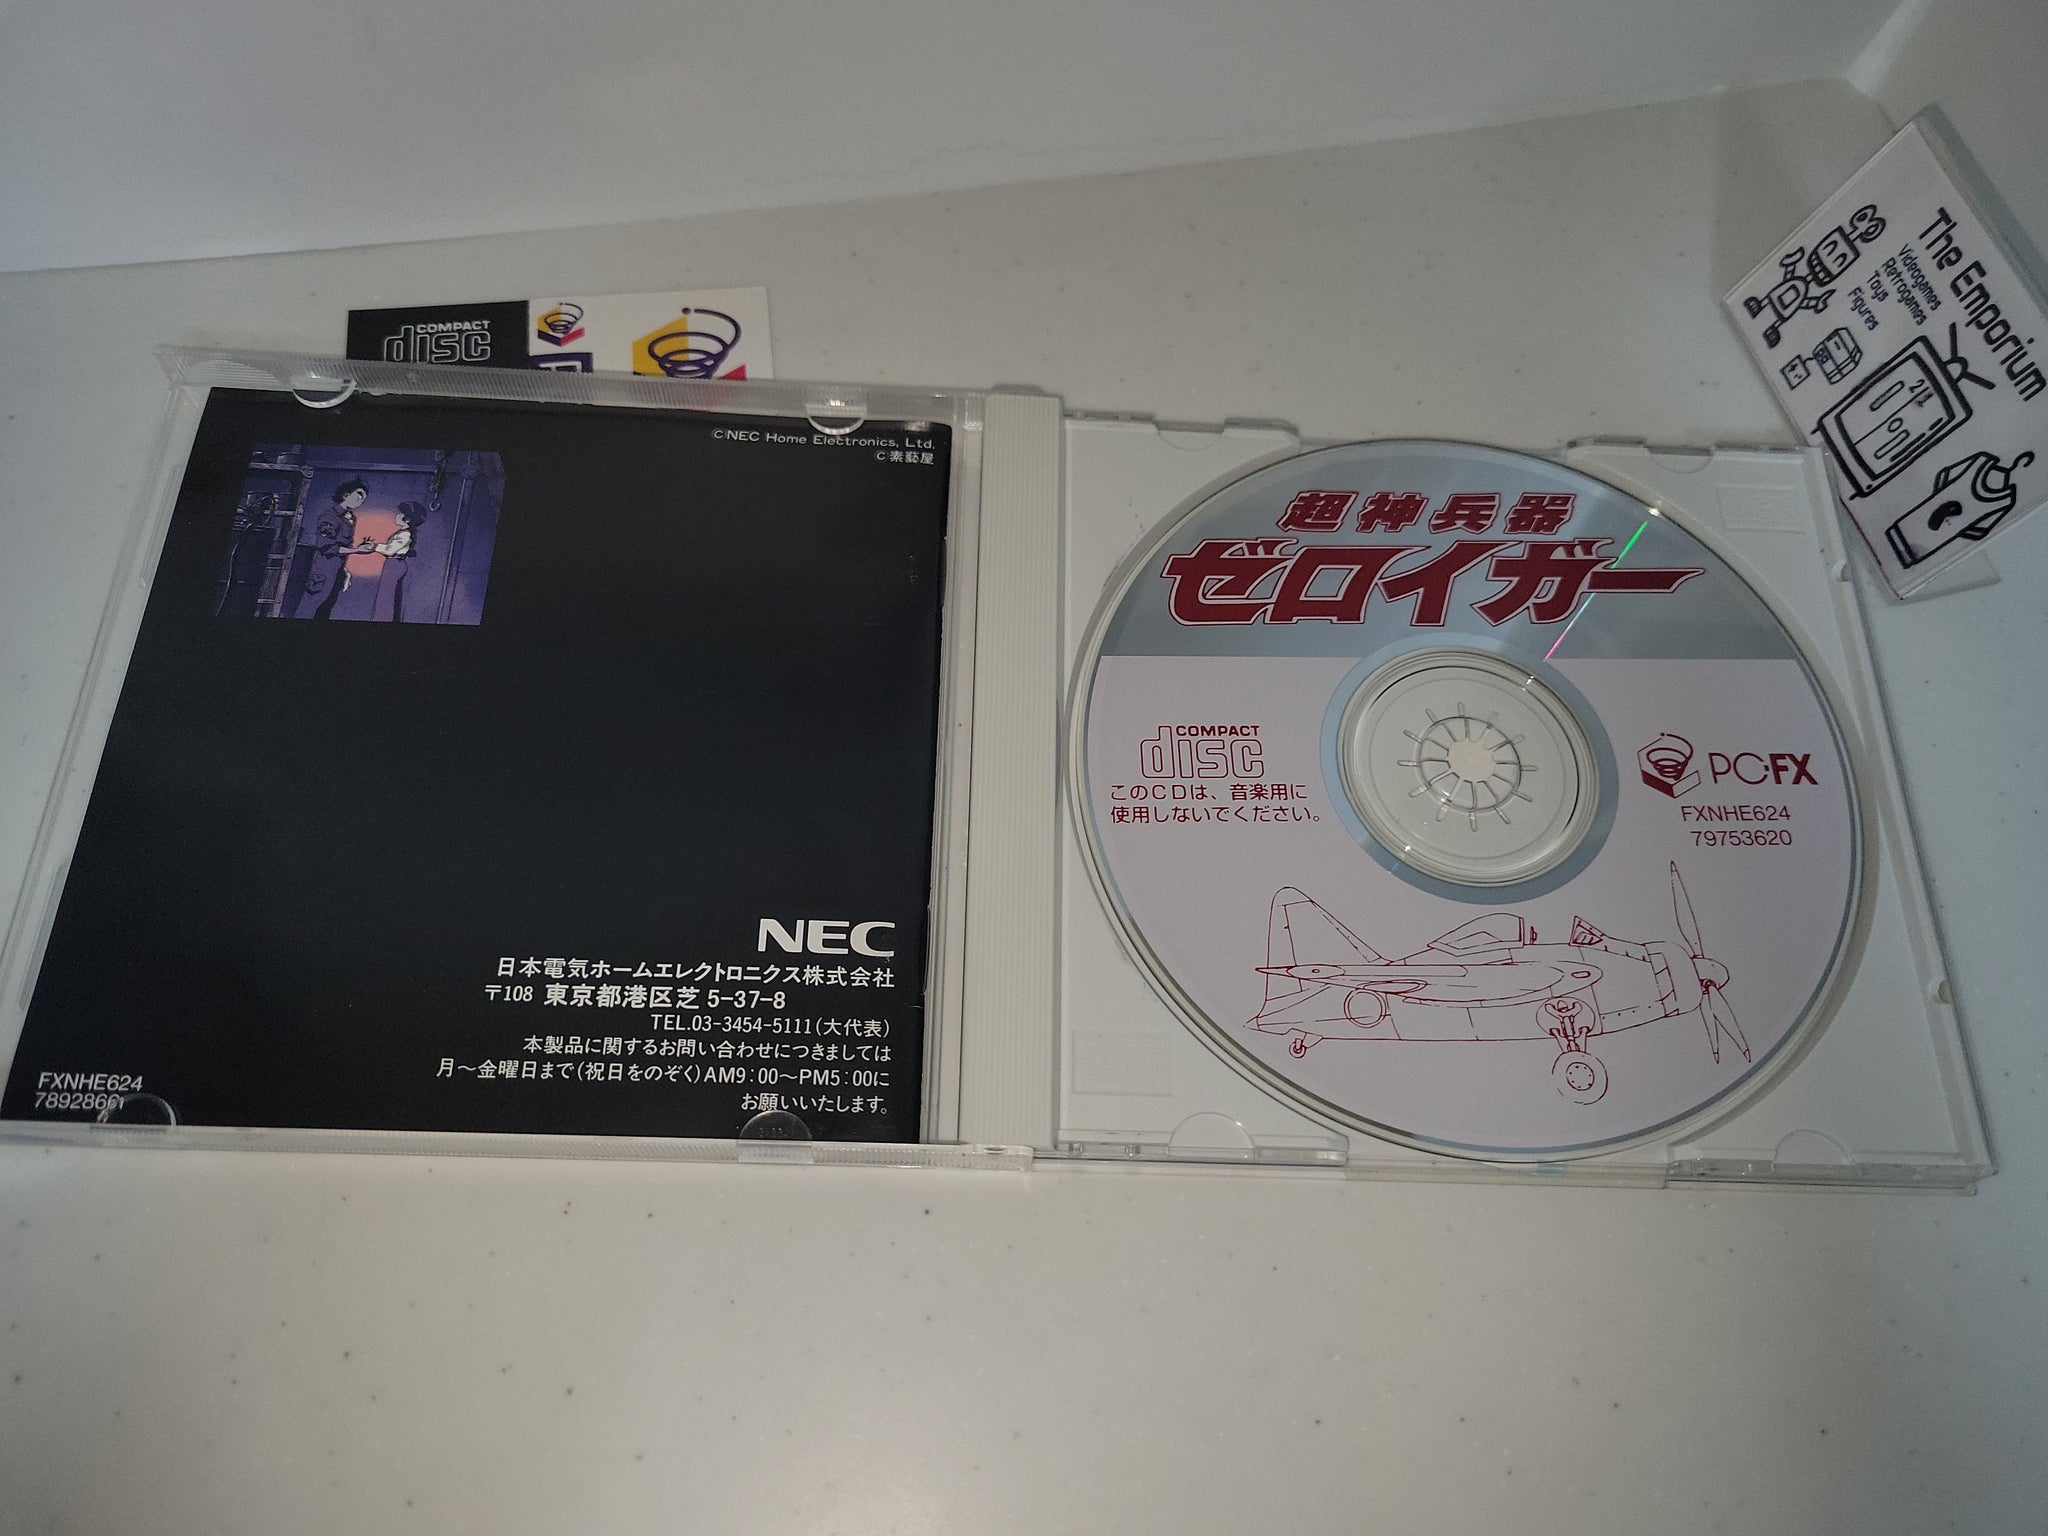 COMPACT
disc
©NEC Home Electronics, Ltd.
©素藝屋
NEC
日本電気ホームエレクトロニクス株式会社
〒108 東京都港区芝 5-37-8
TEL.03-3454-5111(大代表)
本製品に関するお問い合わせにつきましては
月〜金曜日まで(祝日をのぞく)AM9:00〜PM5:00に
お願いいたします。
FXNHE624
7892866
超神兵器
ゼロイガー
COMPACT
disc
このCDは、音楽用に
使用しないでください。
PC-FX
FXNHE624
79753620
The Emporium
Videogames
Retrogames
Toys
Figures